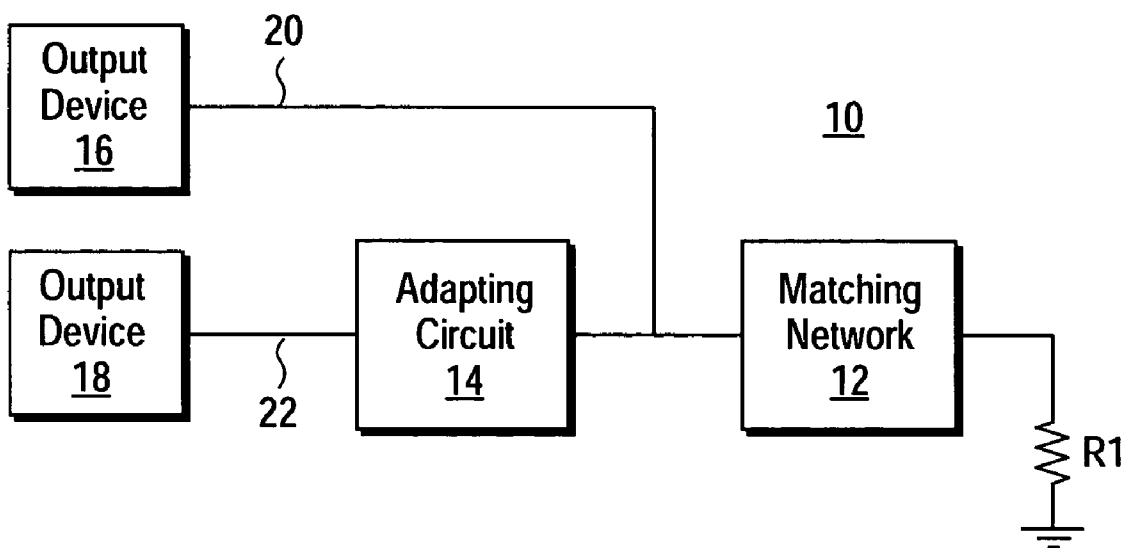 20
Output
Device
16
10
Output
Device
18
22
Adapting
Circuit
14
Matching
Network
12
R1